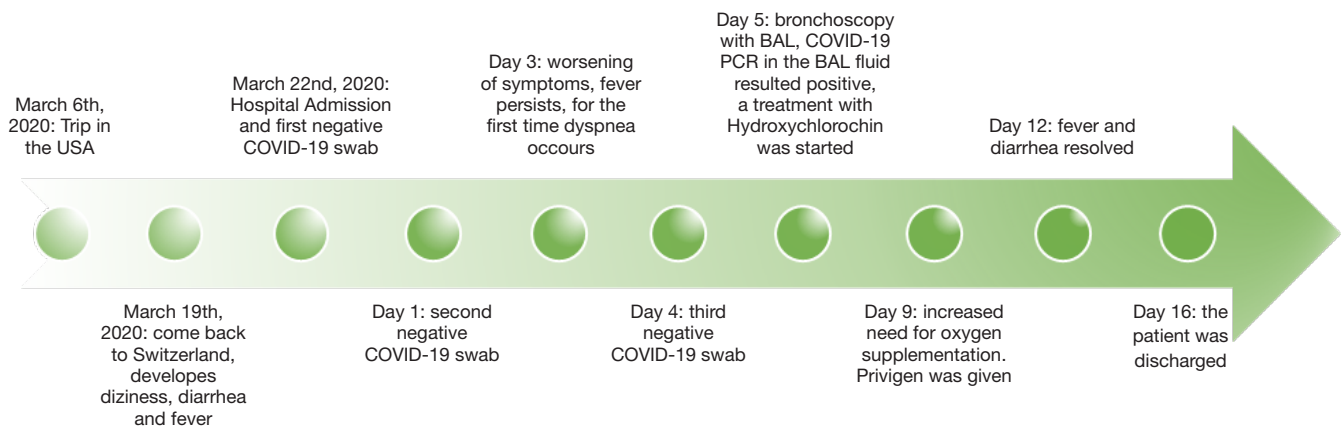 March 6th,
2020: Trip in
the USA
March 19th,
2020: come back
to Switzerland,
developes
diziness, diarrhea
and fever
March 22nd, 2020:
Hospital Admission
and first negative
COVID-19 swab
Day 1: second
negative
COVID-19 swab
Day 3: worsening
of symptoms, fever
persists, for the
first time dyspnea
occours
Day 4: third
negative
COVID-19 swab
Day 5: bronchoscopy
with BAL, COVID-19
PCR in the BAL fluid
resulted positive,
a treatment with
Hydroxychlorochin
was started
Day 9: increased
need for oxygen
supplementation.
Privigen was given
Day 12: fever and
diarrhea resolved
Day 16: the
patient was
discharged